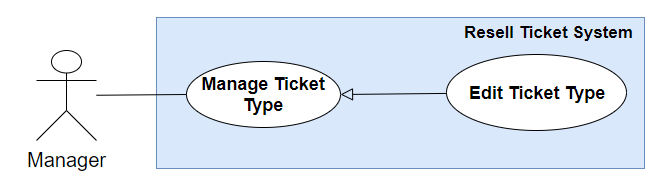 Resell Ticket System
Manage Ticket
Type
Edit Ticket Type
Manager